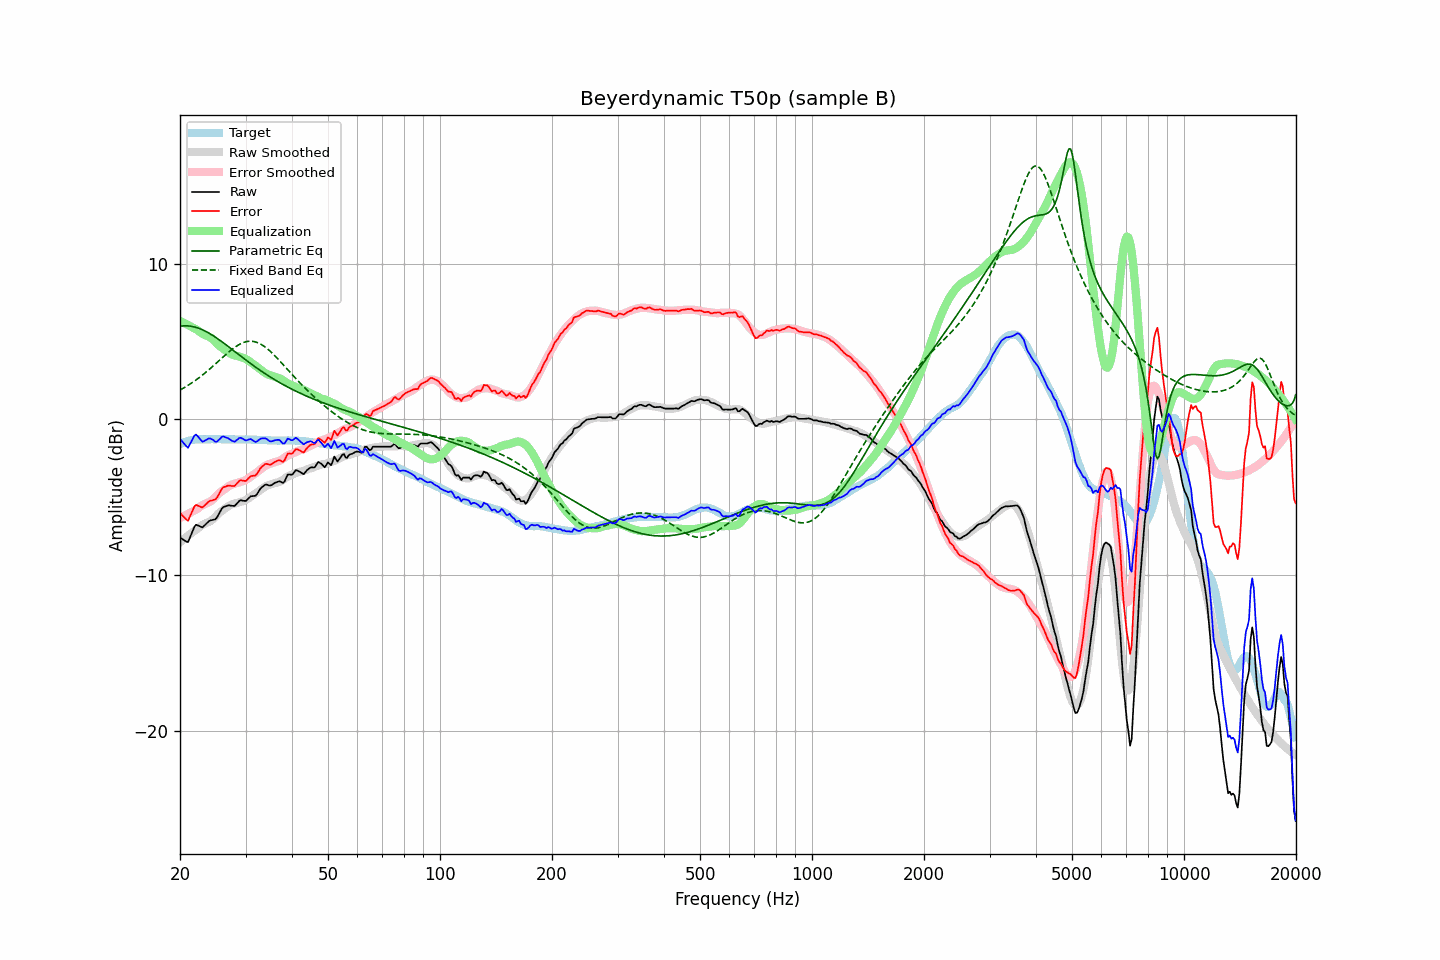 Beyerdynamic T50p (sample B)
Target
Raw Smoothed
Error Smoothed
Raw
Error
Equalization
Parametric Eq
Fixed Band Eq
Equalized
10
0
−10
−20
Amplitude (dBr)
20 50 100 200 500 1000 2000 5000 10000 20000
Frequency (Hz)